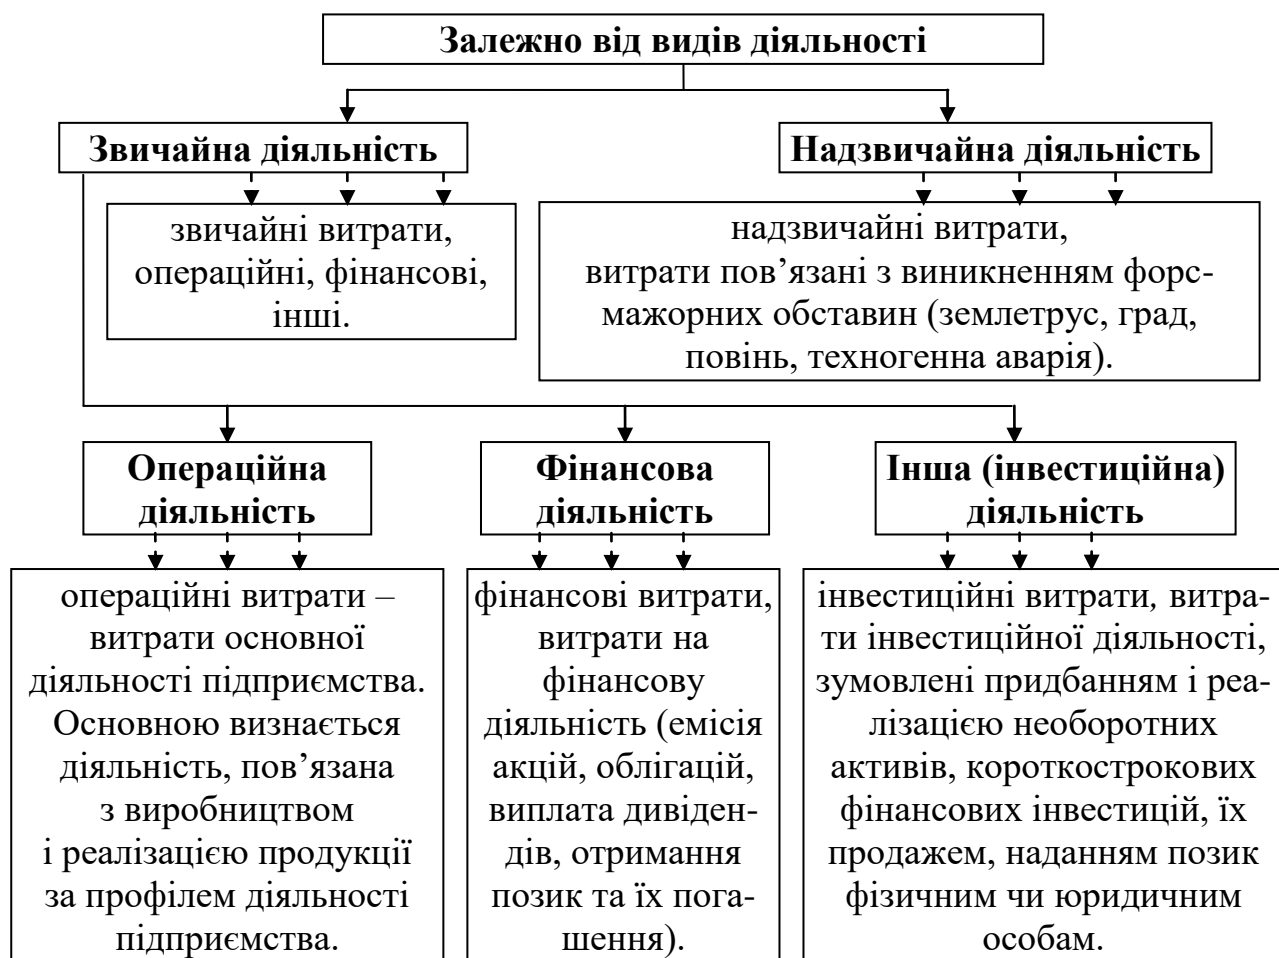 Залежно від видів діяльності
Звичайна діяльність
Надзвичайна діяльність
звичайні витрати,
операційні, фінансові,
інші.
надзвичайні витрати,
витрати пов’язані з виникненням форс-
мажорних обставин (землетрус, град,
повінь, техногенна аварія).
Операційна
діяльність
Фінансова
діяльність
Інша (інвестиційна)
діяльність
операційні витрати –
витрати основної
діяльності підприємства.
Основною визнається
діяльність, пов’язана
з виробництвом
і реалізацією продукції
за профілем діяльності
підприємства.
фінансові витрати,
витрати на
фінансову
діяльність (емісія
акцій, облігацій,
виплата дивіден-
дів, отримання
позик та їх пога-
шення).
інвестиційні витрати, витра-
ти інвестиційної діяльності,
зумовлені придбанням і реа-
лізацією необоротних
активів, короткострокових
фінансових інвестицій, їх
продажем, наданням позик
фізичним чи юридичним
особам.